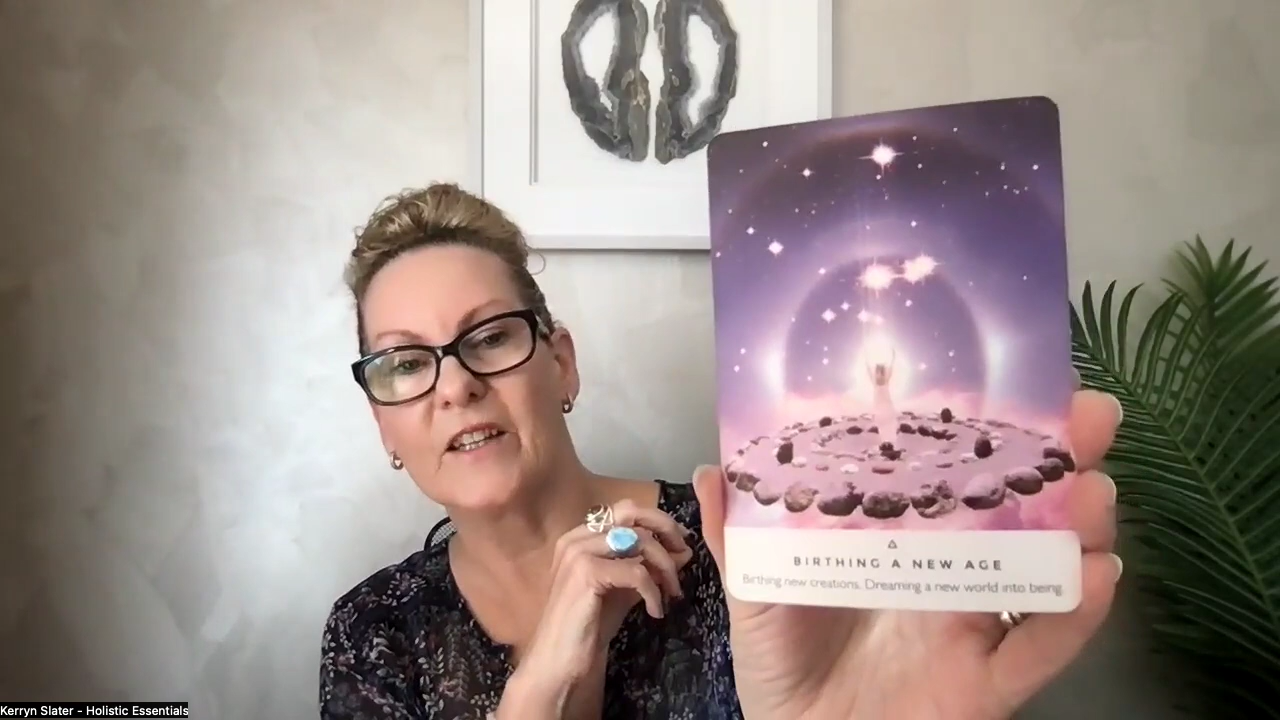 BIRTHING A NEW AGE
Birthing new creations. Dreaming a new world into being.
Kerryn Slater - Holistic Essentials